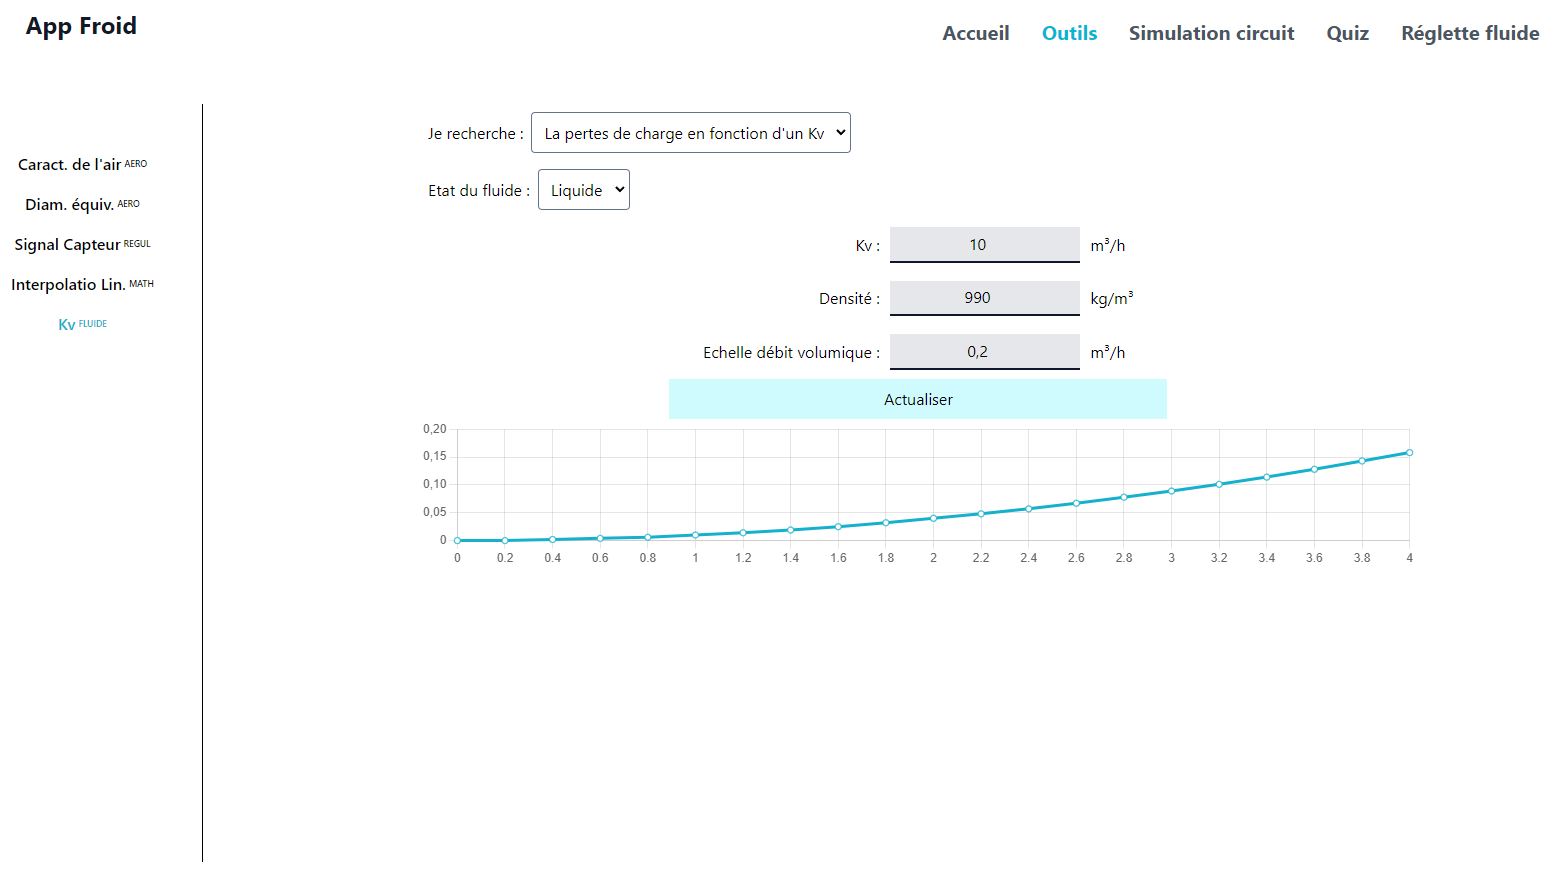 App Froid
Accueil Outils Simulation circuit Quiz Réglette fluide
Caract. de l'air AERO
Diam. équiv. AERO
Signal Capteur REGUL
Interpolatio Lin. MATH
Kv FLUIDE
Je recherche : La pertes de charge en fonction d'un Kv
Etat du fluide : Liquide
Kv : 10 m³/h
Densité : 990 kg/m³
Echelle débit volumique : 0,2 m³/h
Actualiser
0,20
0,15
0,10
0,05
0
0 0.2 0.4 0.6 0.8 1 1.2 1.4 1.6 1.8 2 2.2 2.4 2.6 2.8 3 3.2 3.4 3.6 3.8 4